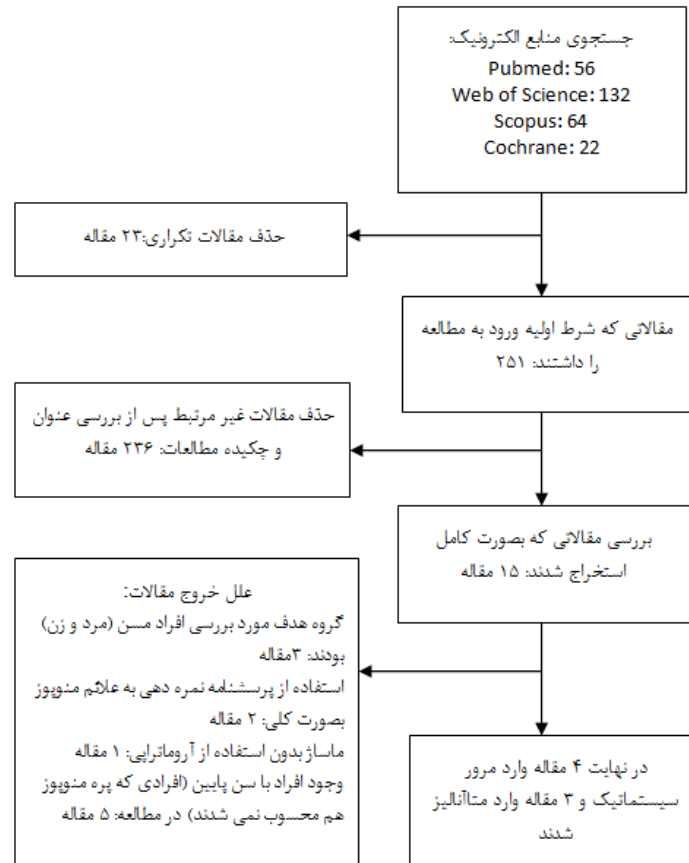 جستجوی منابع الکترونیک:
Pubmed: 56
Web of Science: 132
Scopus: 64
Cochrane: 22
حذف مقالات تکراری:۲۳ مقاله
مقالاتی که شرط اولیه ورود به مطالعه
را داشتند: ۲۵۱
حذف مقالات غیر مرتبط پس از بررسی عنوان
و چکیده مطالعات: ۲۳۶ مقاله
بررسی مقالاتی که بصورت کامل
استخراج شدند: ۱۵ مقاله
علل خروج مقالات:
گروه هدف مورد بررسی افراد مسن (مرد و زن)
بودند: ۳مقاله
استفاده از پرسشنامه نمره دهی به علائم منوپوز
بصورت کلی: ۲ مقاله
ماساژ بدون استفاده از آروماتراپی: ۱ مقاله
وجود افراد با سن پایین (افرادی که پره منوپوز
هم محسوب نمی شدند) در مطالعه: ۵ مقاله
در نهایت ۴ مقاله وارد مرور
سیستماتیک و ۳ مقاله وارد متاآنالیز
شدند